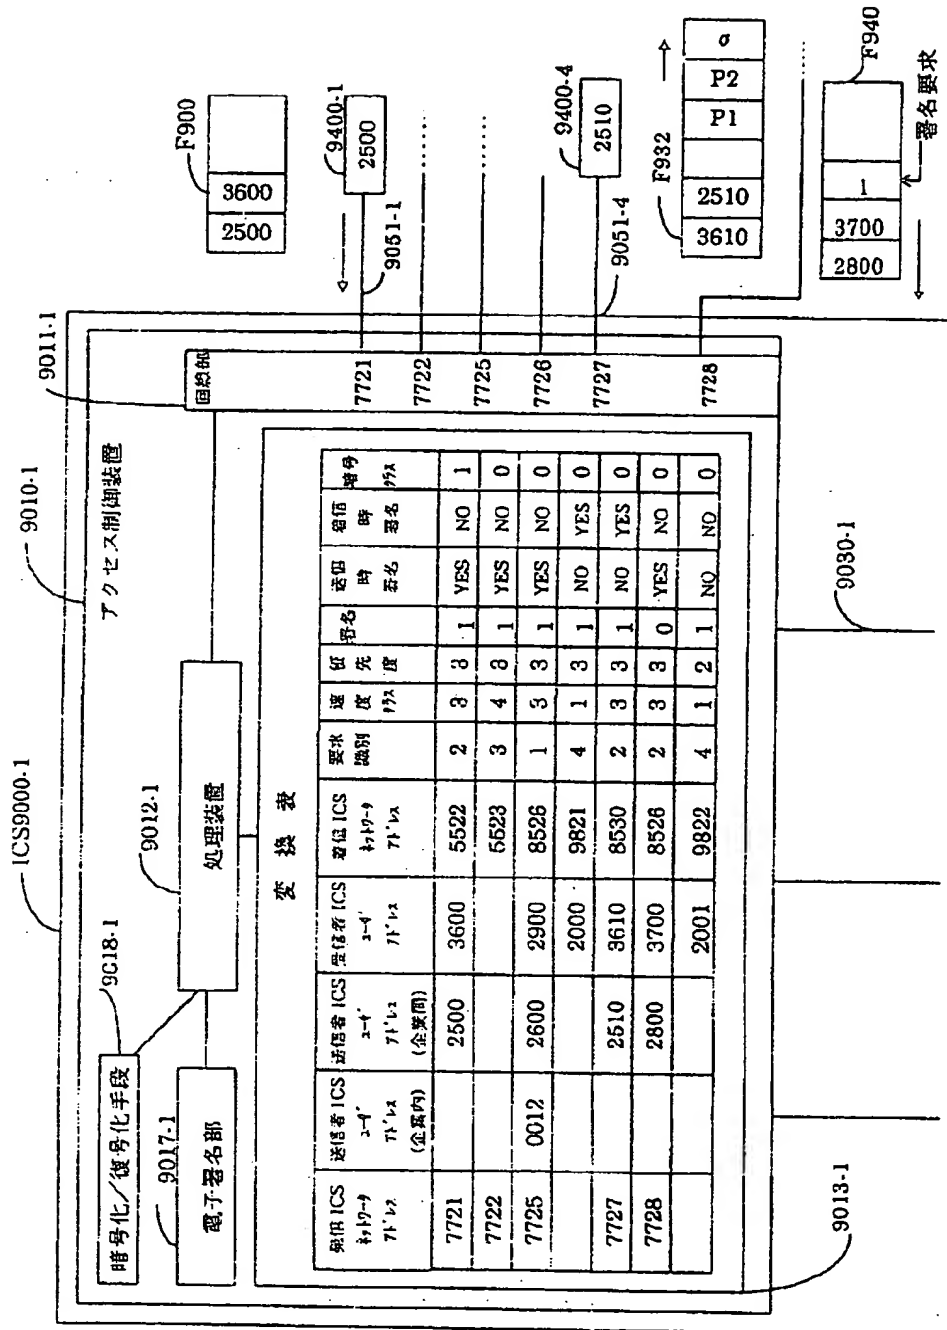 ICS9000-1
9010-1
アクセス制御装置
9011-1
回線部
9018-1
暗号化/復号化手段
9017-1
電子署名部
9012-1
処理装置
変換表
発信ICS ネットワーク アドレス
送信者ICS ユーザ アドレス (企業内)
送信者ICS ユーザ アドレス (企業間)
受信者ICS ユーザ アドレス
着信ICS ネットワーク アドレス
要求 識別
速度 クラス
優先度
署名
送信時 署名
着信時 署名
暗号 クラス
7721 2500 3600 5522 2 3 3 1 YES NO 1
7722 5523 3 4 3 1 YES NO 0
7725 0012 2600 2900 8526 1 3 3 1 YES NO 0
2000 9821 4 1 3 1 NO YES 0
7727 2510 3610 8530 2 3 3 1 NO YES 0
7728 2800 3700 8526 2 3 3 0 YES NO 0
2001 9822 4 1 2 1 NO NO 0
9013-1
9030-1
7721
7722
7725
7726
7727
7728
F900
2500 3600
9400-1
2500
9051-1
9400-4
2510
9051-4
F932
3610 2510 P1 P2 σ
F940
2800 3700 1
署名要求